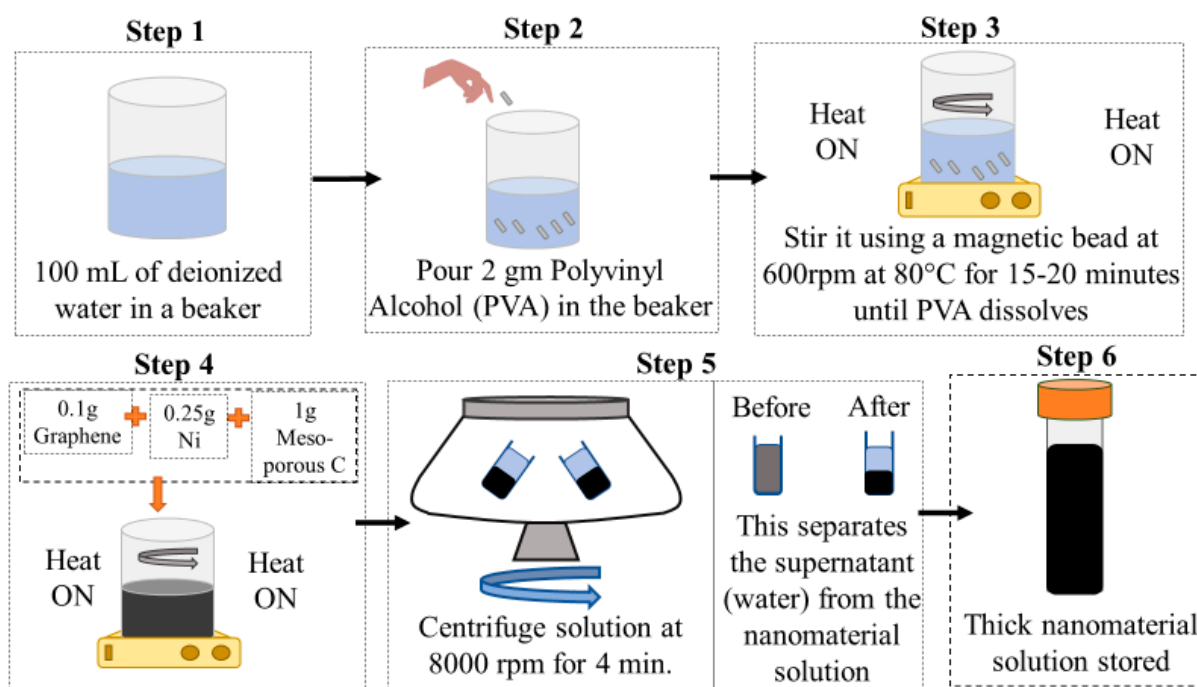 Step 1
100 mL of deionized
water in a beaker
Step 2
Pour 2 gm Polyvinyl
Alcohol (PVA) in the beaker
Step 3
Heat
ON
Heat
ON
Stir it using a magnetic bead at
600rpm at 80°C for 15-20 minutes
until PVA dissolves
Step 4
0.1g
Graphene
0.25g
Ni
1g
Meso-
porous C
Heat
ON
Heat
ON
Step 5
Centrifuge solution at
8000 rpm for 4 min.
Before
After
This separates
the supernatant
(water) from the
nanomaterial
solution
Step 6
Thick nanomaterial
solution stored